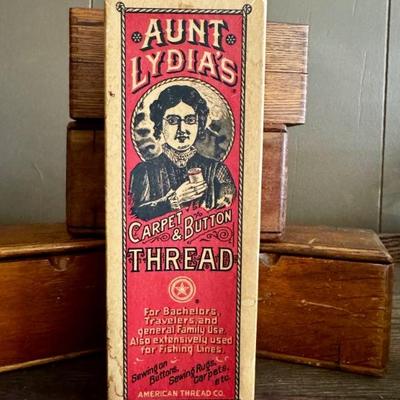 AUNT
LYDIA'S
CARPET & BUTTON
THREAD
For Bachelors,
Travelers, and
general Family Use.
Also extensively used
for Fishing Lines.
Sewing on
Buttons, Sewing Rugs,
Carpets,
etc.
AMERICAN THREAD CO.